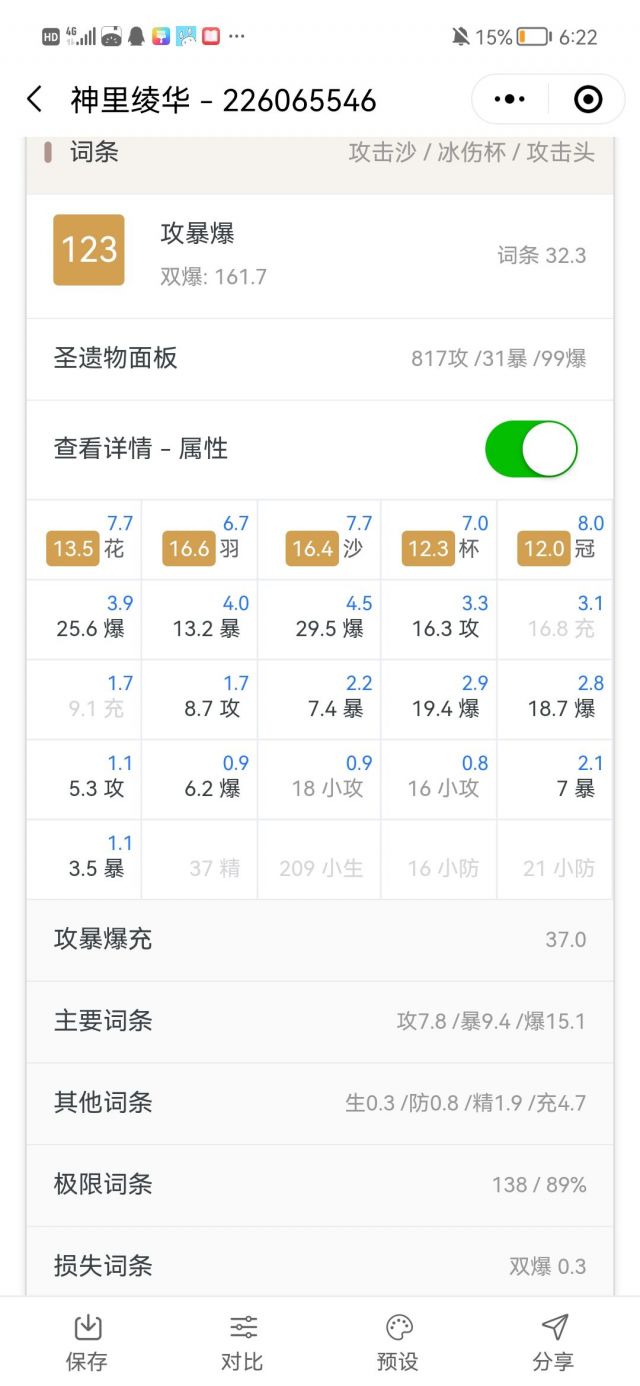 HD 4G 15% 6:22
神里绫华 – 226065546
词条 攻击沙 / 冰伤杯 / 攻击头
123 攻暴爆 词条 32.3
双爆: 161.7
圣遗物面板 817攻 /31暴 /99爆
查看详情 – 属性
7.7 6.7 7.7 7.0 8.0
13.5 花 16.6 羽 16.4 沙 12.3 杯 12.0 冠
3.9 4.0 4.5 3.3 3.1
25.6 爆 13.2 暴 29.5 爆 16.3 攻 16.8 充
1.7 1.7 2.2 2.9 2.8
9.1 充 8.7 攻 7.4 暴 19.4 爆 18.7 爆
1.1 0.9 0.9 0.8 2.1
5.3 攻 6.2 爆 18 小攻 16 小攻 7 暴
1.1
3.5 暴 37 精 209 小生 16 小防 21 小防
攻暴爆充 37.0
主要词条 攻7.8 /暴9.4 /爆15.1
其他词条 生0.3 /防0.8 /精1.9 /充4.7
极限词条 138 / 89%
损失词条 双爆 0.3
保存 对比 预设 分享